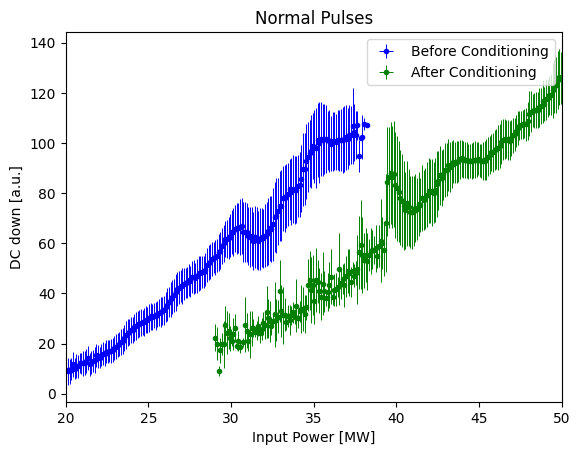 Normal Pulses
Before Conditioning
After Conditioning
DC down [a.u.]
140
120
100
80
60
40
20
0
20 25 30 35 40 45 50
Input Power [MW]